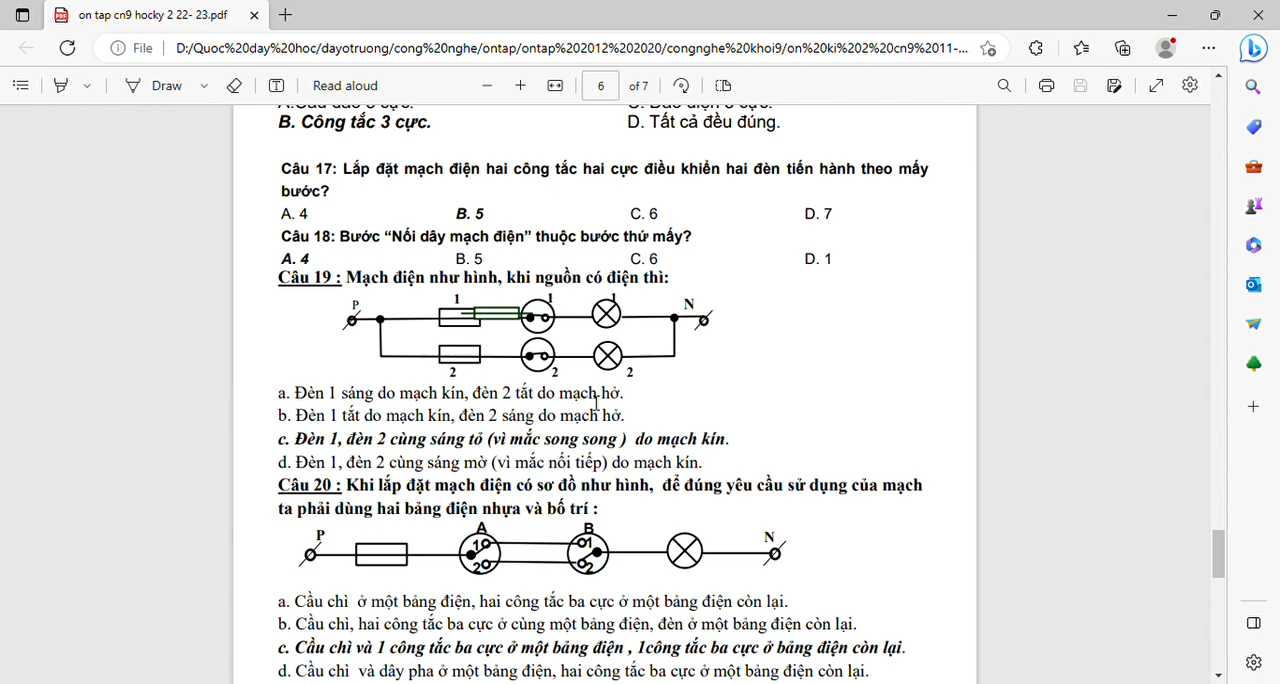 on tap cn9 hocky 2 22- 23.pdf
File
D:/Quoc%20day%20hoc/dayotruong/cong%20nghe/ontap/ontap%202012%202020/congnghe%20khoi9/on%20ki%202%20cn9%2011-...
Draw
Read aloud
6
of 7
B. Công tắc 3 cực.
D. Tất cả đều đúng.
Câu 17: Lắp đặt mạch điện hai công tắc hai cực điều khiển hai đèn tiến hành theo mấy
bước?
A. 4 B. 5 C. 6 D. 7
Câu 18: Bước “Nối dây mạch điện” thuộc bước thứ mấy?
A. 4 B. 5 C. 6 D. 1
Câu 19 : Mạch điện như hình, khi nguồn có điện thì:
P 1 1 1 N
2 2 2
a. Đèn 1 sáng do mạch kín, đèn 2 tắt do mạch hở.
b. Đèn 1 tắt do mạch kín, đèn 2 sáng do mạch hở.
c. Đèn 1, đèn 2 cùng sáng tỏ (vì mắc song song ) do mạch kín.
d. Đèn 1, đèn 2 cùng sáng mờ (vì mắc nối tiếp) do mạch kín.
Câu 20 : Khi lắp đặt mạch điện có sơ đồ như hình, để đúng yêu cầu sử dụng của mạch
ta phải dùng hai bảng điện nhựa và bố trí :
P A B N
1 1
2 2
a. Cầu chì ở một bảng điện, hai công tắc ba cực ở một bảng điện còn lại.
b. Cầu chì, hai công tắc ba cực ở cùng một bảng điện, đèn ở một bảng điện còn lại.
c. Cầu chì và 1 công tắc ba cực ở một bảng điện , 1công tắc ba cực ở bảng điện còn lại.
d. Cầu chì và dây pha ở một bảng điện, hai công tắc ba cực ở một bảng điện còn lại.